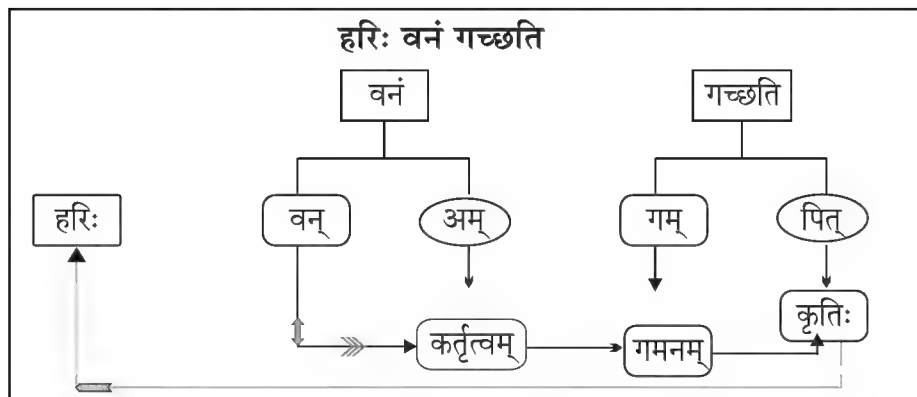 हरिः वनं गच्छति
वनं गच्छति
हरिः वन् अम् गम् पित्
कर्तृत्वम् गमनम् कृतिः